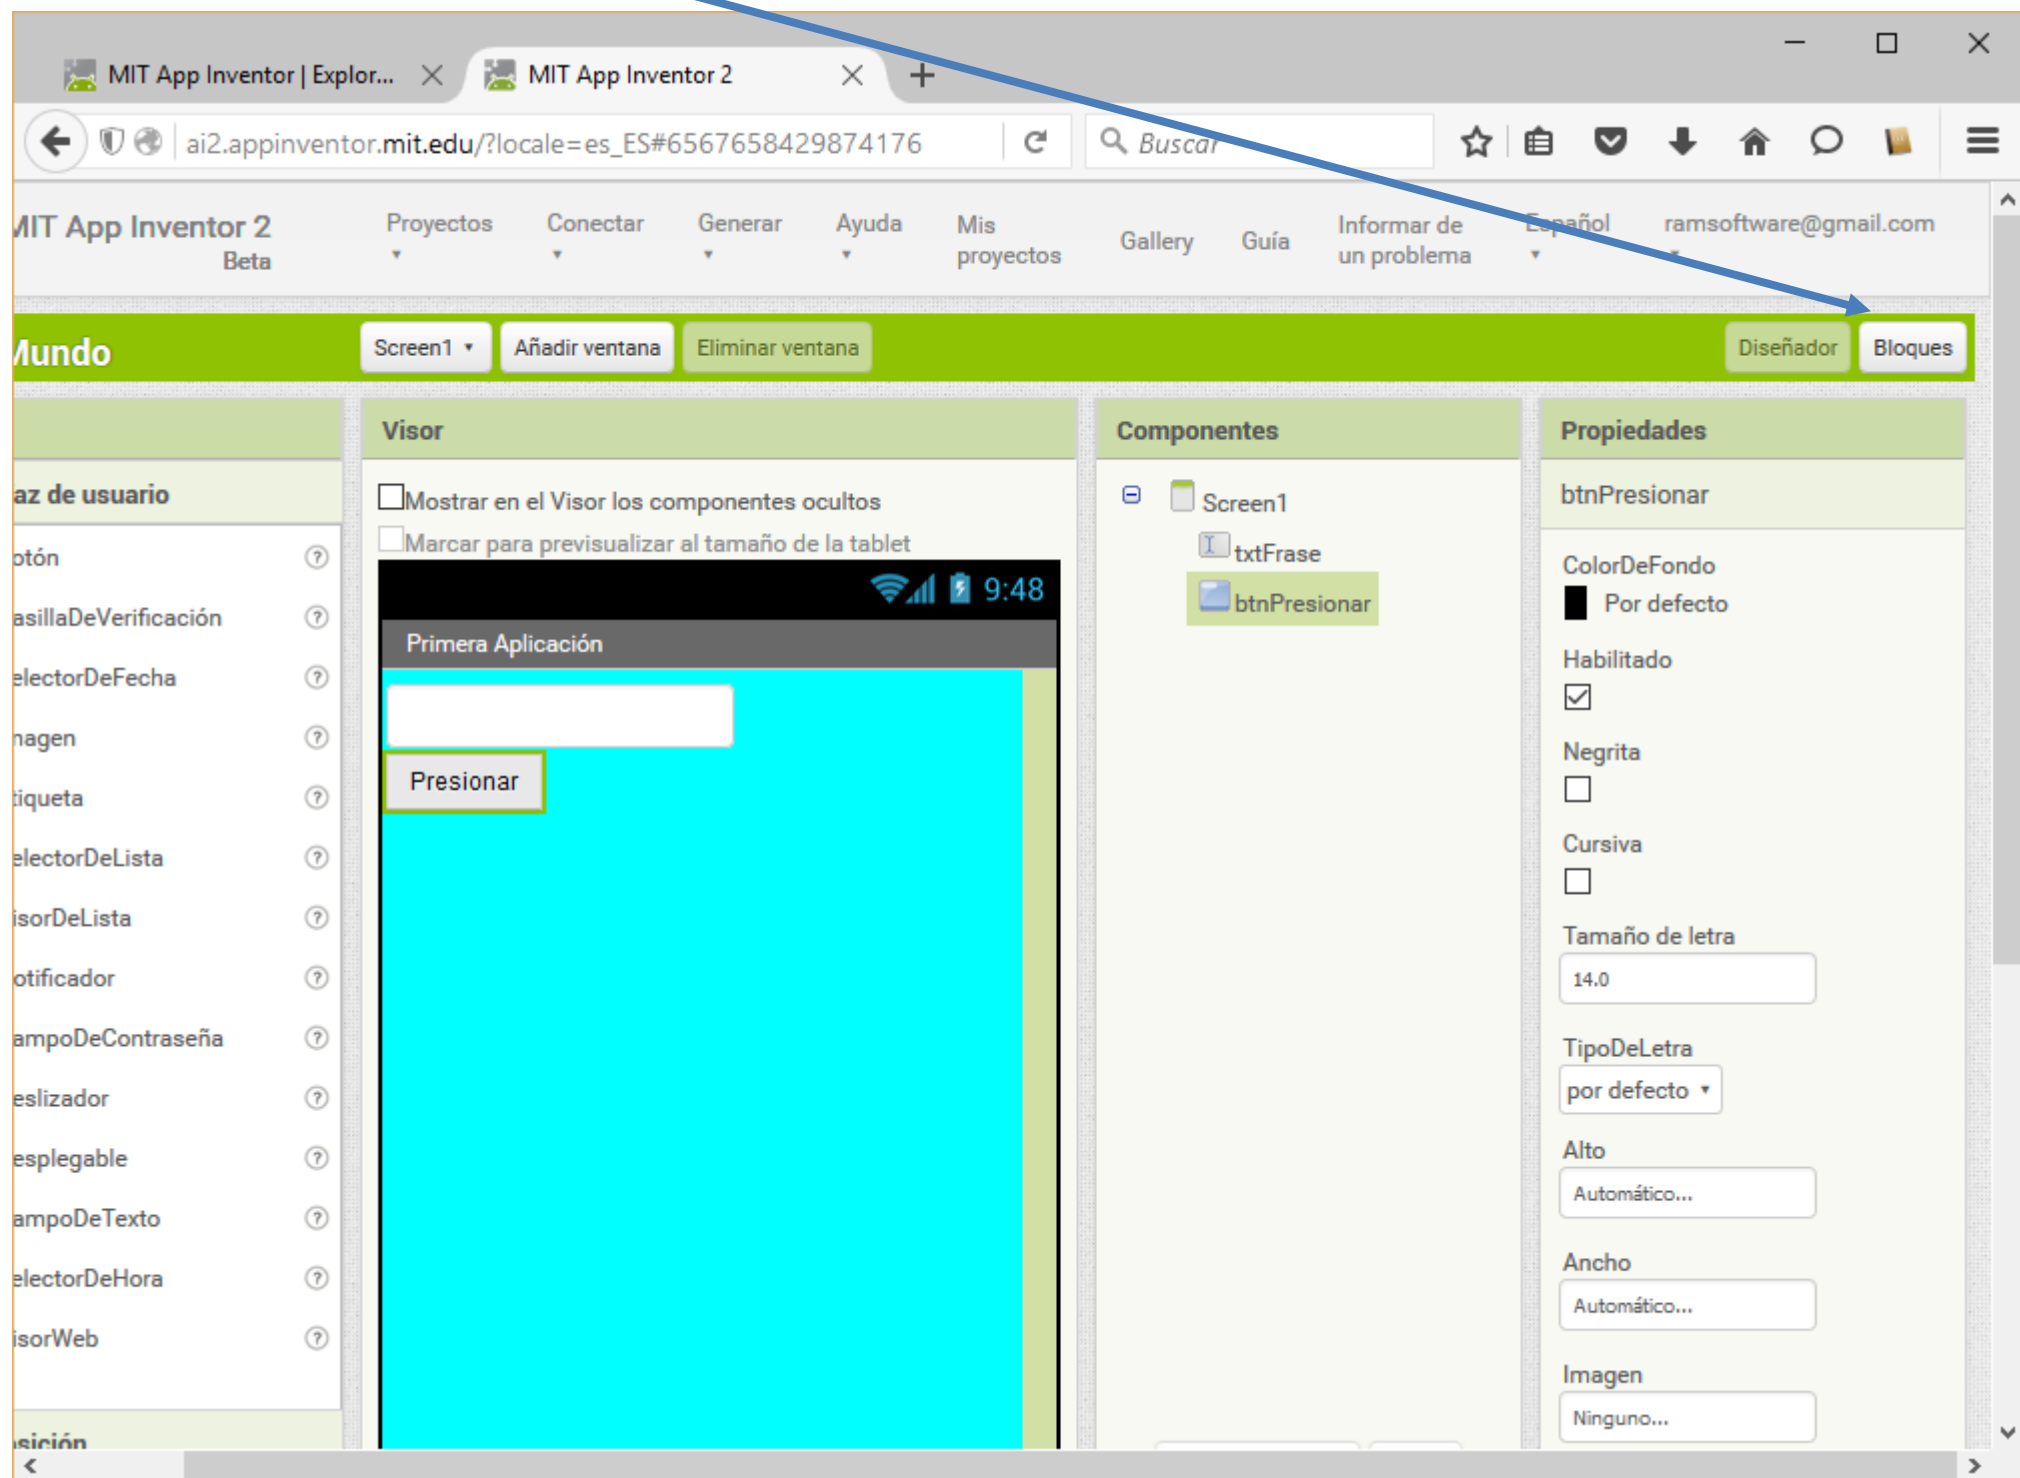 MIT App Inventor | Explor...
MIT App Inventor 2
ai2.appinventor.mit.edu/?locale=es_ES#6567658429874176
Buscar
MIT App Inventor 2
Beta
Proyectos
Conectar
Generar
Ayuda
Mis
proyectos
Gallery
Guía
Informar de
un problema
Español
ramsoftware@gmail.com
Mundo
Screen1
Añadir ventana
Eliminar ventana
Diseñador
Bloques
Visor
Componentes
Propiedades
az de usuario
otón
asillaDeVerificación
electorDeFecha
magen
tiqueta
electorDeLista
isorDeLista
otificador
ampoDeContraseña
eslizador
esplegable
ampoDeTexto
electorDeHora
isorWeb
osición
Mostrar en el Visor los componentes ocultos
Marcar para previsualizar al tamaño de la tablet
9:48
Primera Aplicación
Presionar
Screen1
txtFrase
btnPresionar
btnPresionar
ColorDeFondo
Por defecto
Habilitado
Negrita
Cursiva
Tamaño de letra
14.0
TipoDeLetra
por defecto
Alto
Automático...
Ancho
Automático...
Imagen
Ninguno...